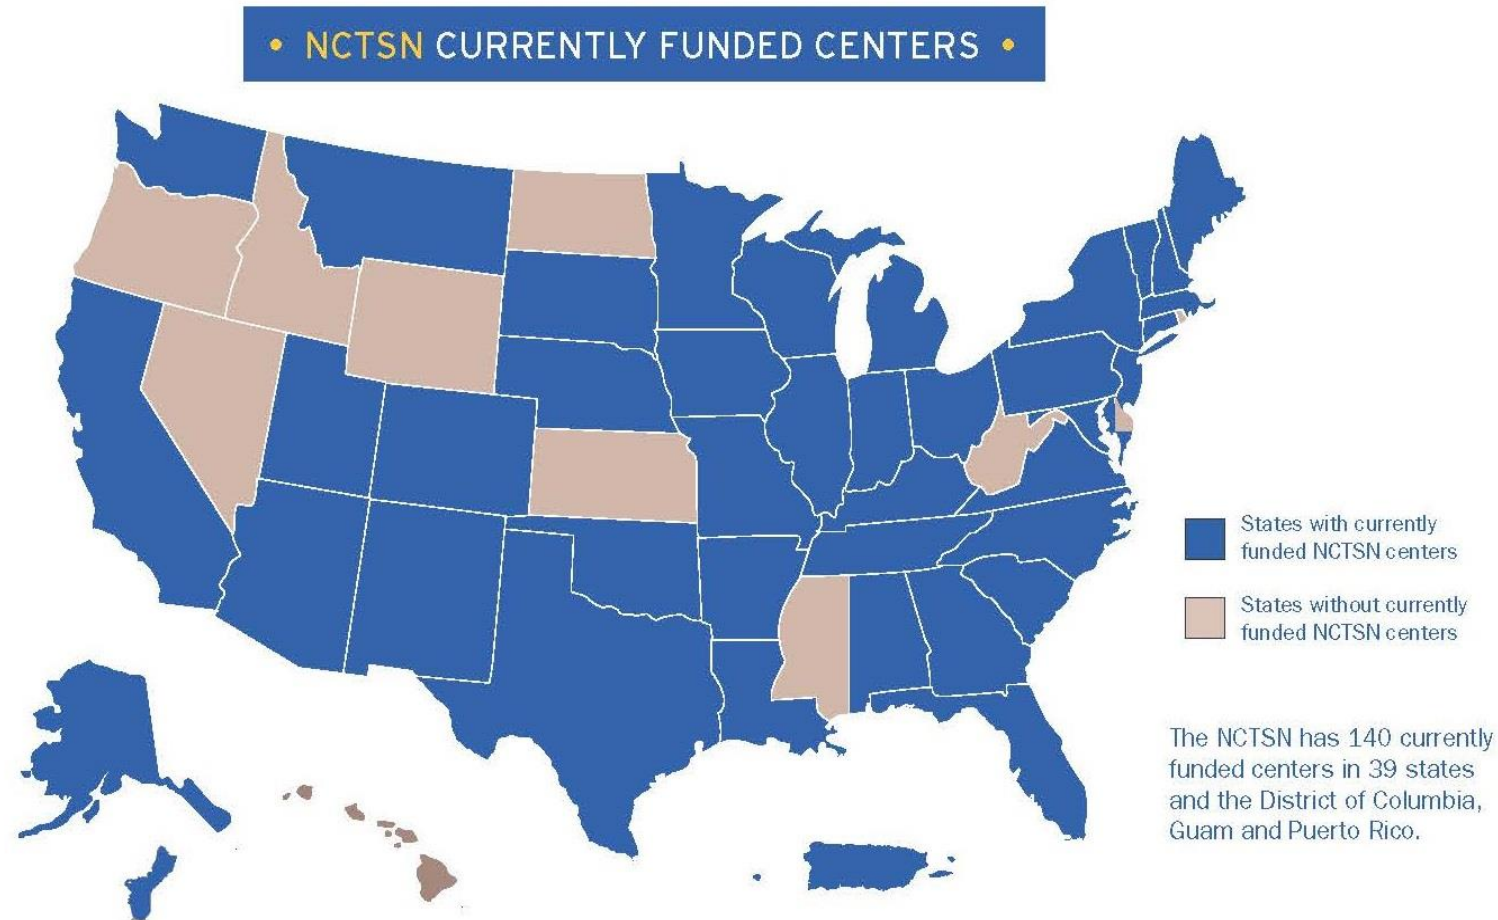 • NCTSN CURRENTLY FUNDED CENTERS •
States with currently
funded NCTSN centers
States without currently
funded NCTSN centers
The NCTSN has 140 currently
funded centers in 39 states
and the District of Columbia,
Guam and Puerto Rico.